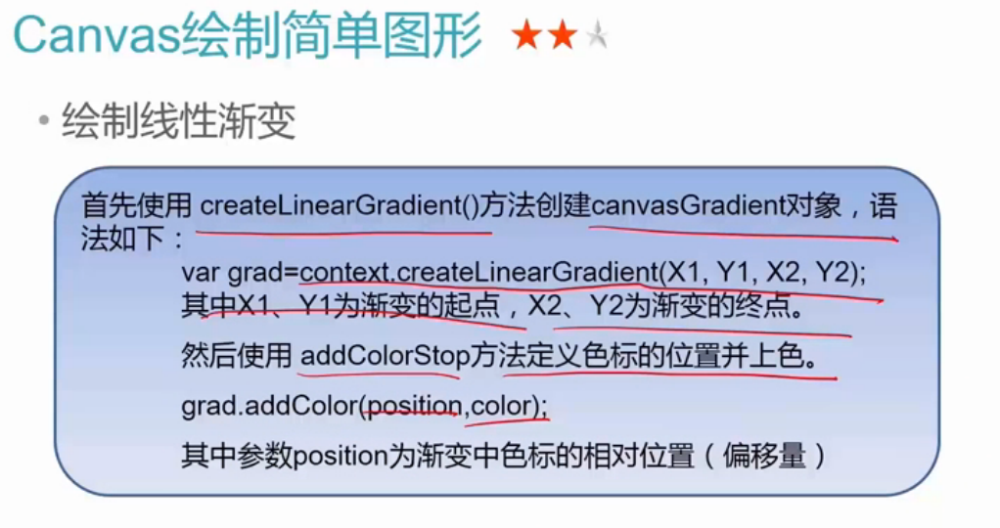 Canvas绘制简单图形
• 绘制线性渐变
首先使用 createLinearGradient()方法创建canvasGradient对象，语
法如下：
var grad=context.createLinearGradient(X1, Y1, X2, Y2);
其中X1、Y1为渐变的起点，X2、Y2为渐变的终点。
然后使用 addColorStop方法定义色标的位置并上色。
grad.addColor(position,color);
其中参数position为渐变中色标的相对位置（偏移量）